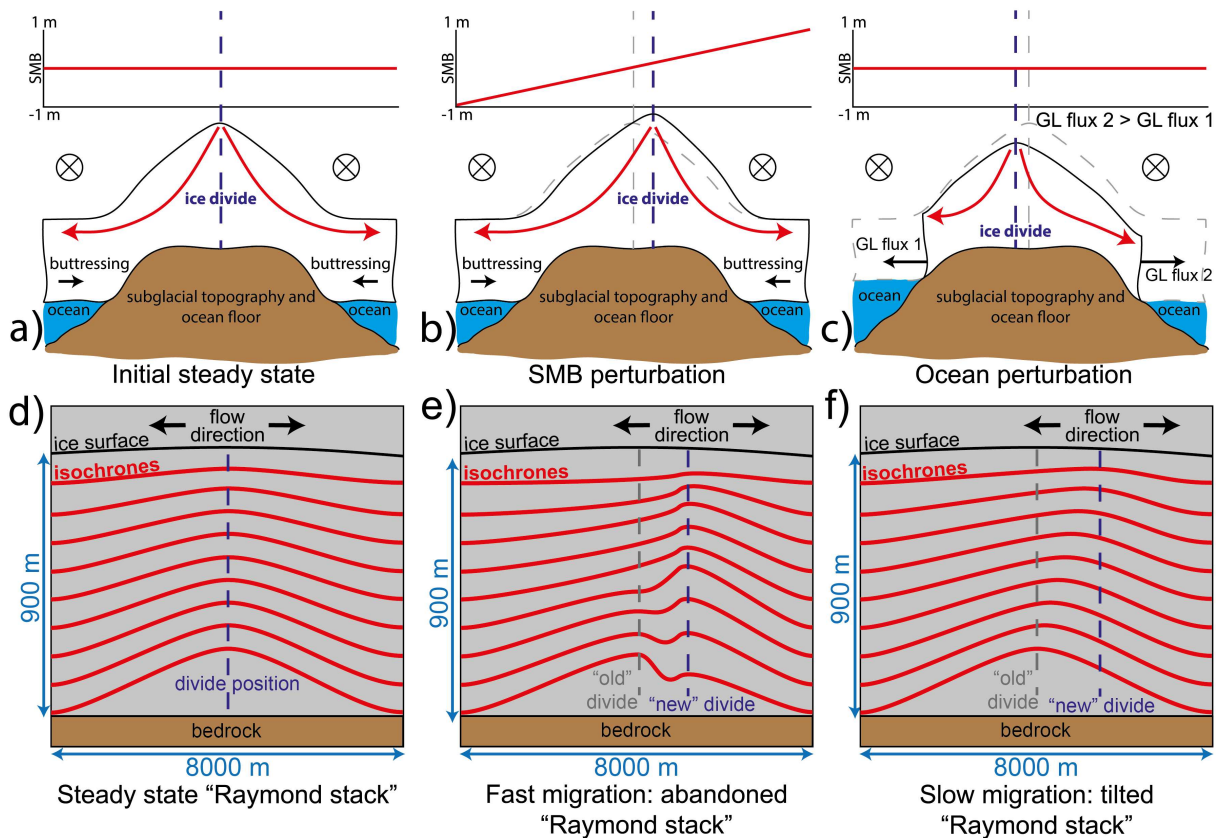 1 m
SMB
-1 m
ice divide
buttressing
buttressing
ocean
subglacial topography and
ocean floor
ocean
a)
Initial steady state
1 m
SMB
-1 m
ice divide
buttressing
buttressing
ocean
subglacial topography and
ocean floor
ocean
b)
SMB perturbation
1 m
SMB
-1 m
GL flux 2 > GL flux 1
ice divide
GL flux 1
GL flux 2
ocean
subglacial topography and
ocean floor
ocean
c)
Ocean perturbation
d)
flow
direction
ice surface
isochrones
900 m
divide position
bedrock
8000 m
Steady state “Raymond stack”
e)
flow
direction
ice surface
isochrones
900 m
“old”
divide
“new” divide
bedrock
8000 m
Fast migration: abandoned
“Raymond stack”
f)
flow
direction
ice surface
isochrones
900 m
“old”
divide
“new” divide
bedrock
8000 m
Slow migration: tilted
“Raymond stack”